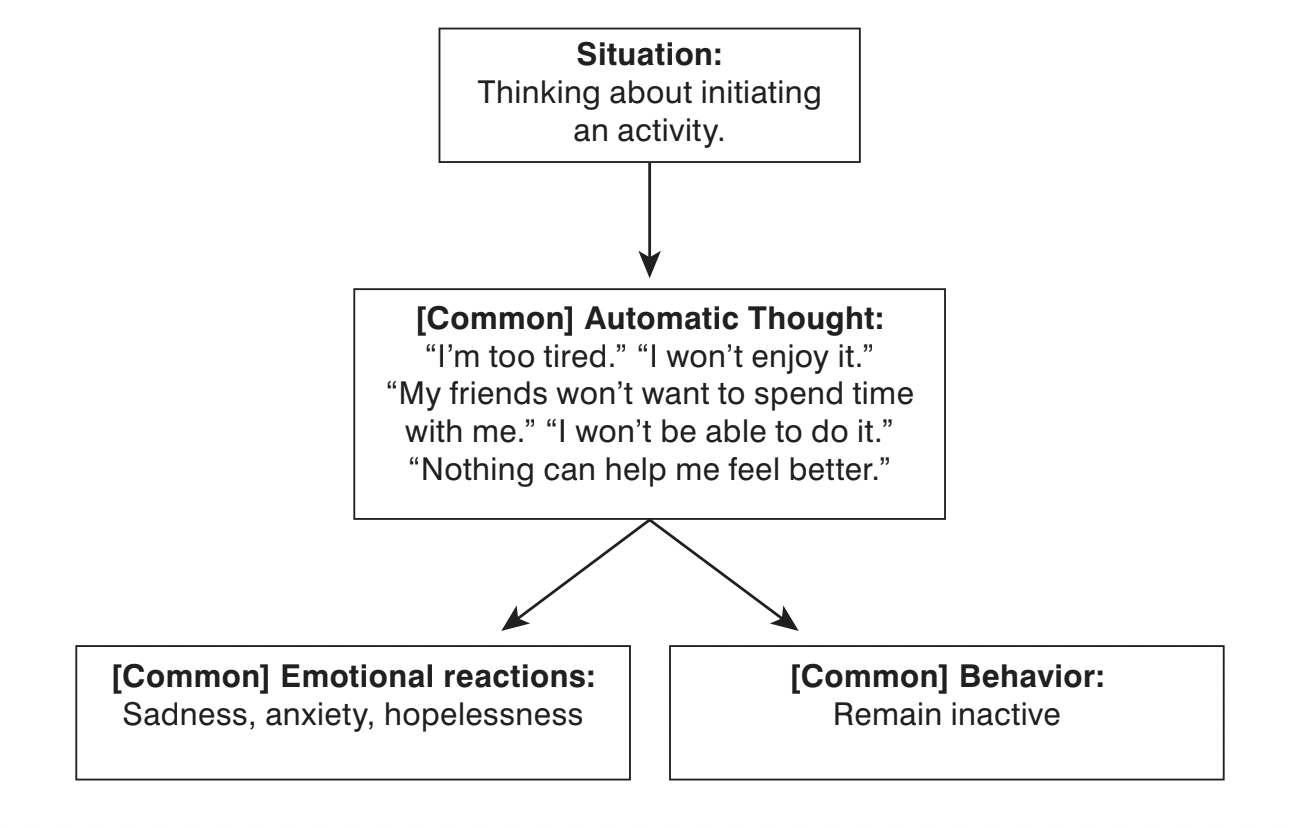 Situation:
Thinking about initiating
an activity.
[Common] Automatic Thought:
“I’m too tired.” “I won’t enjoy it.”
“My friends won’t want to spend time
with me.” “I won’t be able to do it.”
“Nothing can help me feel better.”
[Common] Emotional reactions:
Sadness, anxiety, hopelessness
[Common] Behavior:
Remain inactive